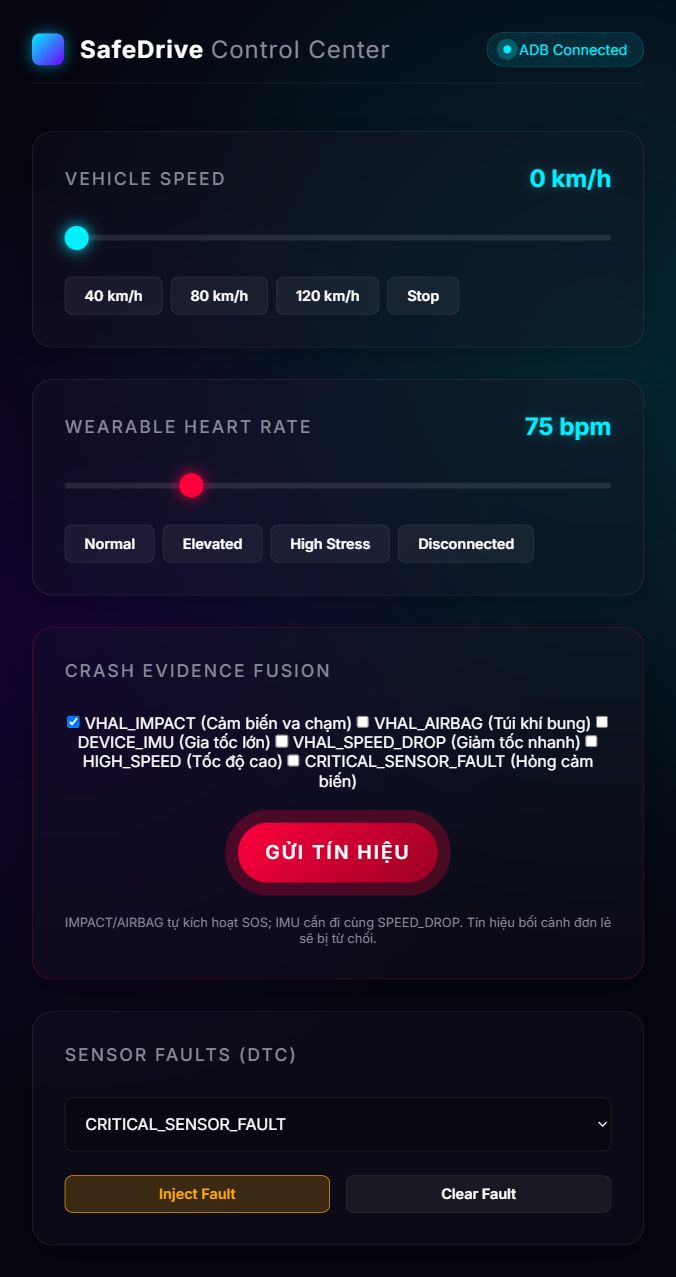 SafeDrive Control Center
ADB Connected
VEHICLE SPEED
0 km/h
40 km/h
80 km/h
120 km/h
Stop
WEARABLE HEART RATE
75 bpm
Normal
Elevated
High Stress
Disconnected
CRASH EVIDENCE FUSION
VHAL_IMPACT (Cảm biến va chạm) VHAL_AIRBAG (Túi khí bung)
DEVICE_IMU (Gia tốc lớn) VHAL_SPEED_DROP (Giảm tốc nhanh)
HIGH_SPEED (Tốc độ cao) CRITICAL_SENSOR_FAULT (Hỏng cảm
biến)
GỬI TÍN HIỆU
IMPACT/AIRBAG tự kích hoạt SOS; IMU cần đi cùng SPEED_DROP. Tín hiệu bối cảnh đơn lẻ
sẽ bị từ chối.
SENSOR FAULTS (DTC)
CRITICAL_SENSOR_FAULT
Inject Fault
Clear Fault